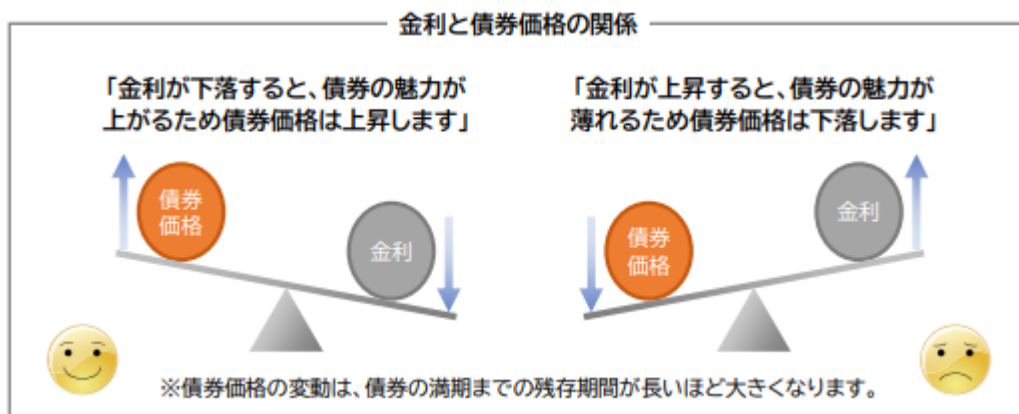 金利と債券価格の関係
「金利が下落すると、債券の魅力が
上がるため債券価格は上昇します」
債券
価格
金利
「金利が上昇すると、債券の魅力が
薄れるため債券価格は下落します」
債券
価格
金利
※債券価格の変動は、債券の満期までの残存期間が長いほど大きくなります。